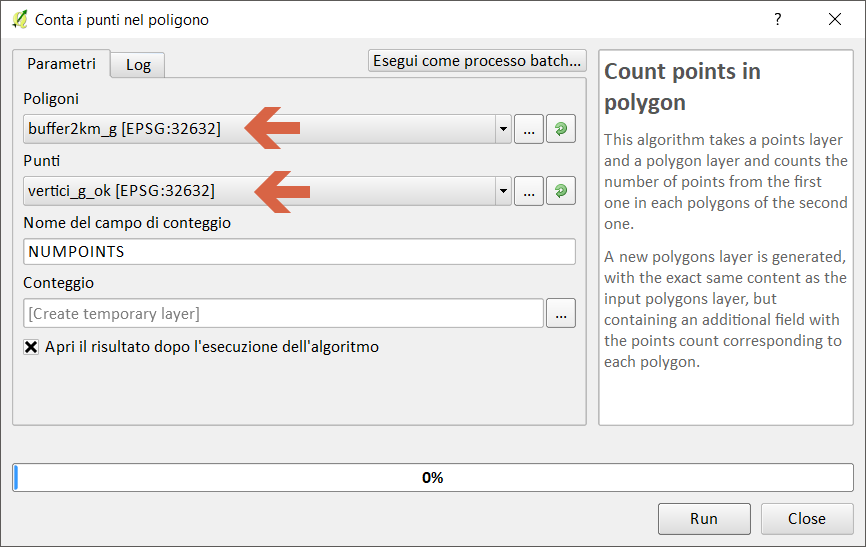 Conta i punti nel poligono
?
Parametri
Log
Esegui come processo batch...
Poligoni
buffer2km_g [EPSG:32632]
...
Punti
vertici_g_ok [EPSG:32632]
...
Nome del campo di conteggio
NUMPOINTS
Conteggio
[Create temporary layer]
...
Apri il risultato dopo l'esecuzione dell'algoritmo
Count points in
polygon
This algorithm takes a points layer
and a polygon layer and counts the
number of points from the first
one in each polygons of the second
one.
A new polygons layer is generated,
with the exact same content as the
input polygons layer, but
containing an additional field with
the points count corresponding to
each polygon.
0%
Run
Close